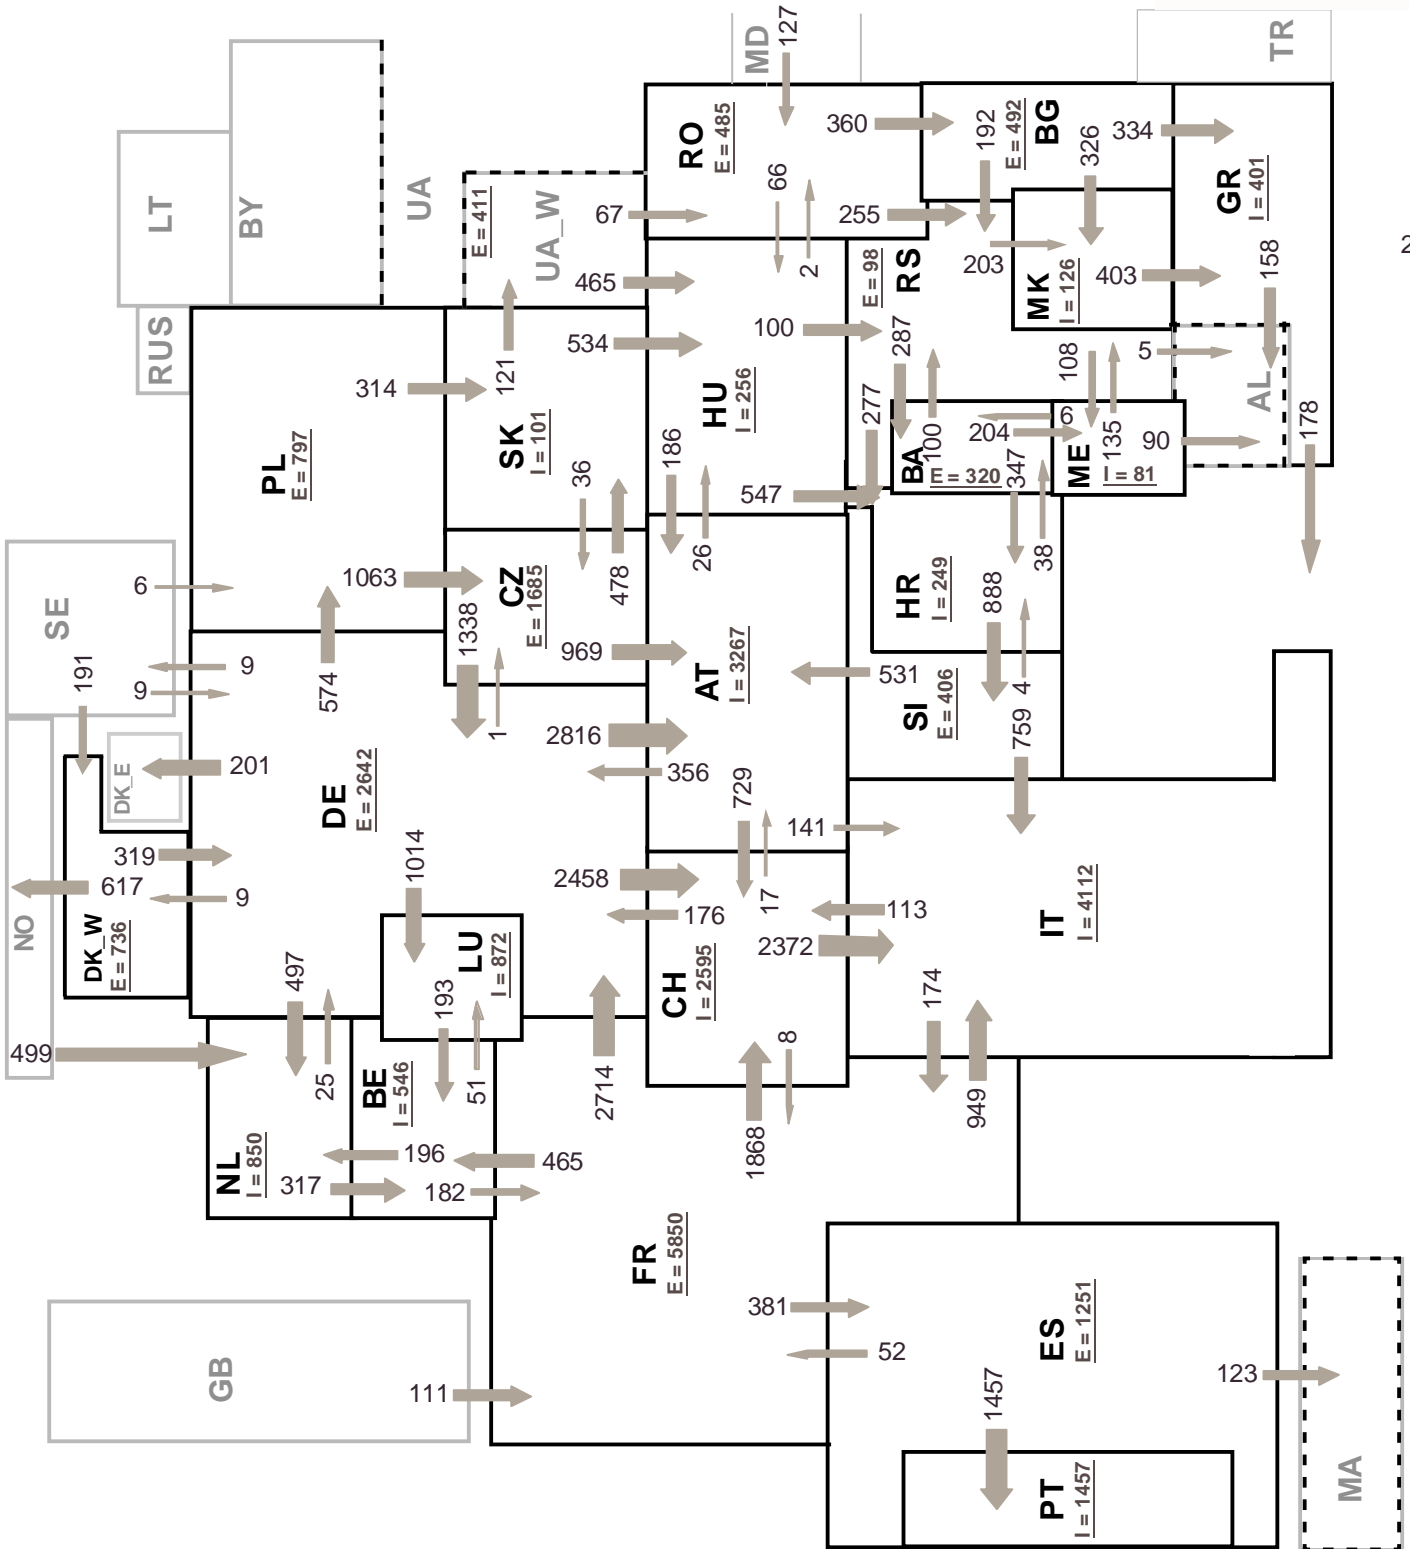 MD
127
TR
RO
E = 485
360
192
E = 492
BG
326
334
GR
I = 401
LT
BY
UA
E = 411
UA_W
67
66
255
2
E = 98
RS
203
MK
I = 126
403
158
2
465
RUS
534
314
121
100
287
108
5
AL
178
PL
E = 797
SK
I = 101
HU
I = 256
277
100
6
204
135
90
BA
E = 320
347
ME
I = 81
186
36
547
26
38
478
SE
6
1063
CZ
E = 1685
1338
HR
I = 249
888
191
9
9
574
969
AT
I = 3267
531
SI
E = 406
4
759
1
2816
356
DK_E
201
DE
E = 2642
729
141
319
617
9
1014
2458
176
17
113
2372
NO
DK_W
E = 736
497
LU
I = 872
193
CH
I = 2595
IT
I = 4112
174
499
25
BE
I = 546
51
2714
8
1868
949
NL
I = 850
196
317
465
182
FR
E = 5850
381
52
ES
E = 1251
GB
111
1457
123
PT
I = 1457
MA